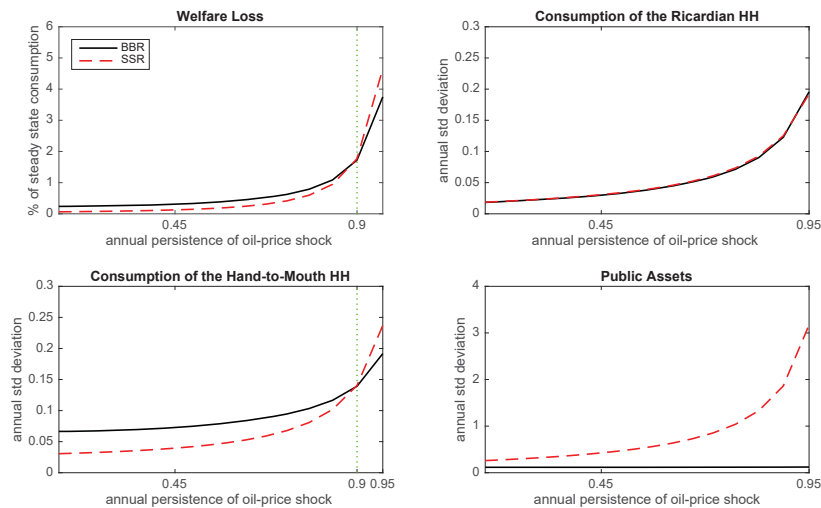 Welfare Loss
% of steady state consumption
6
5
4
3
2
1
0
BBR
SSR
0.45
0.9
annual persistence of oil-price shock
Consumption of the Ricardian HH
annual std deviation
0.3
0.25
0.2
0.15
0.1
0.05
0
0.45
0.95
annual persistence of oil-price shock
Consumption of the Hand-to-Mouth HH
annual std deviation
0.3
0.25
0.2
0.15
0.1
0.05
0
0.45
0.9 0.95
annual persistence of oil-price shock
Public Assets
annual std deviation
4
3
2
1
0
0.45
0.95
annual persistence of oil-price shock